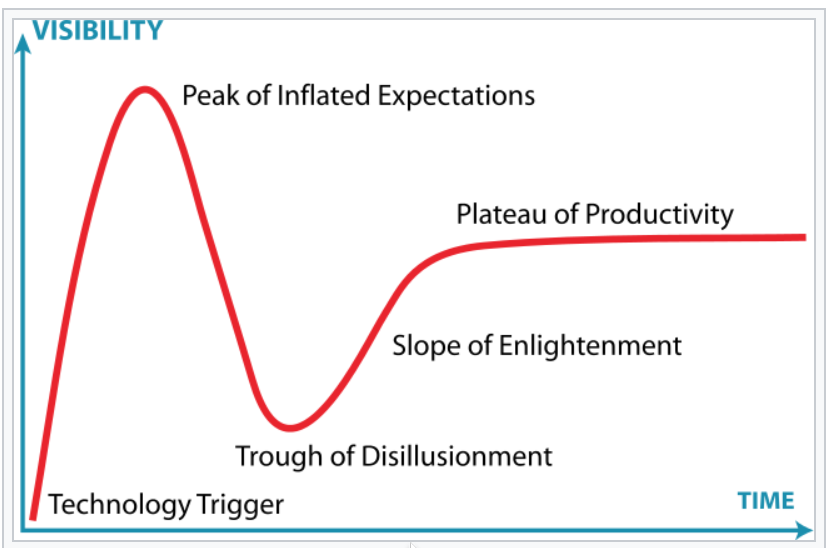 VISIBILITY
Peak of Inflated Expectations
Plateau of Productivity
Slope of Enlightenment
Trough of Disillusionment
Technology Trigger
TIME